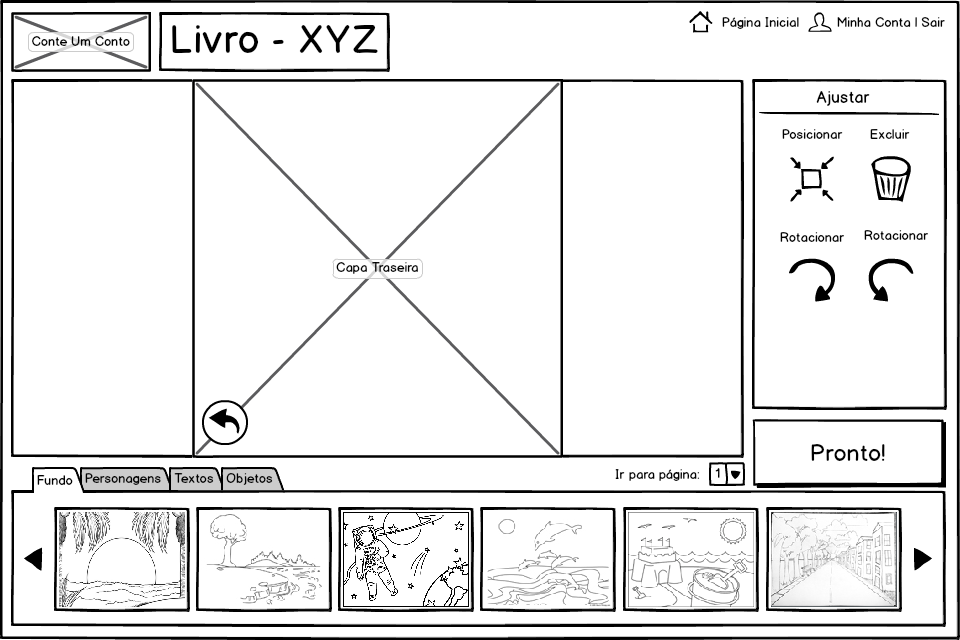 Conte Um Conto
Livro - XYZ
Página Inicial
Minha Conta | Sair
Ajustar
Posicionar
Excluir
Rotacionar
Rotacionar
Capa Traseira
Pronto!
Ir para página: 1
Fundo
Personagens
Textos
Objetos